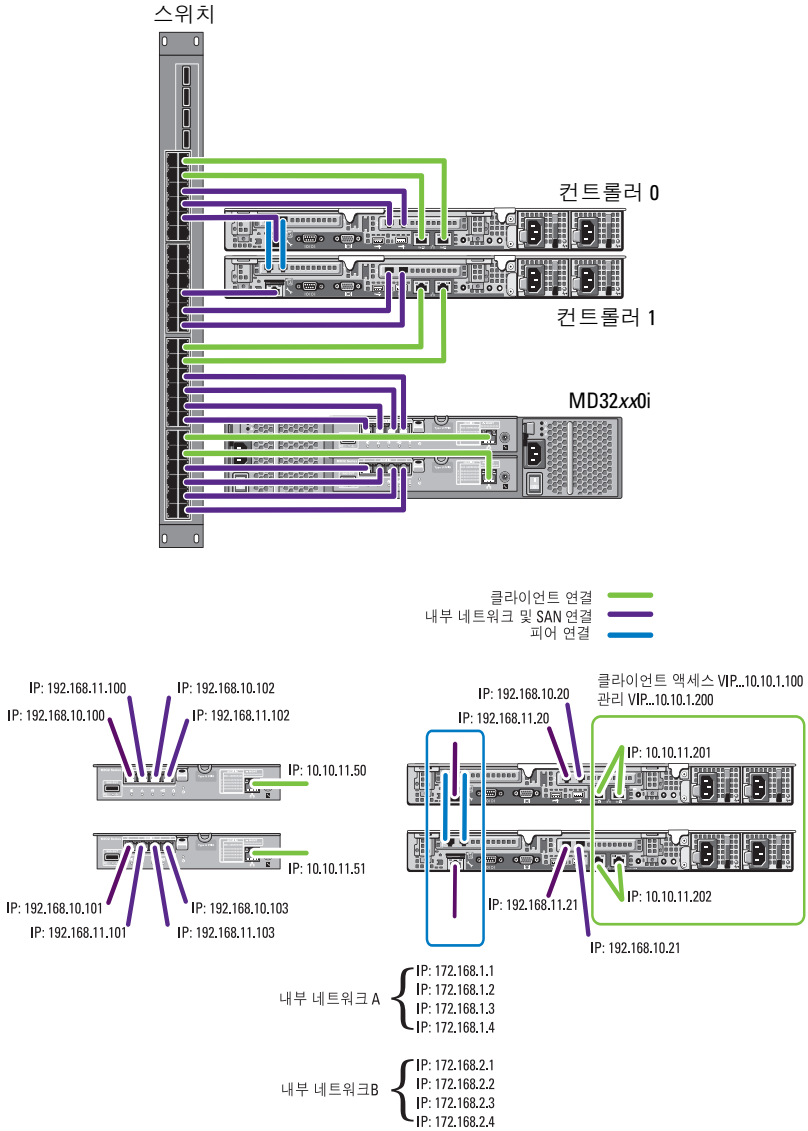 스위치
컨트롤러 0
컨트롤러 1
MD32xx0i
클라이언트 연결
내부 네트워크 및 SAN 연결
피어 연결
IP: 192.168.11.100
IP: 192.168.10.102
IP: 192.168.10.100
IP: 192.168.11.102
IP: 10.10.11.50
IP: 10.10.11.51
IP: 192.168.10.101
IP: 192.168.10.103
IP: 192.168.11.101
IP: 192.168.11.103
클라이언트 액세스 VIP...10.10.1.100
관리 VIP...10.10.1.200
IP: 192.168.10.20
IP: 192.168.11.20
IP: 10.10.11.201
IP: 192.168.11.21
IP: 10.10.11.202
IP: 192.168.10.21
내부 네트워크 A
IP: 172.168.1.1
IP: 172.168.1.2
IP: 172.168.1.3
IP: 172.168.1.4
내부 네트워크B
IP: 172.168.2.1
IP: 172.168.2.2
IP: 172.168.2.3
IP: 172.168.2.4